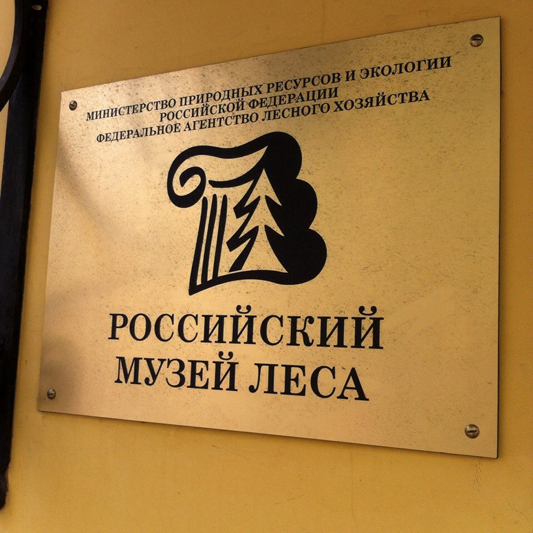 МИНИСТЕРСТВО ПРИРОДНЫХ РЕСУРСОВ И ЭКОЛОГИИ
РОССИЙСКОЙ ФЕДЕРАЦИИ
ФЕДЕРАЛЬНОЕ АГЕНТСТВО ЛЕСНОГО ХОЗЯЙСТВА
РОССИЙСКИЙ
МУЗЕЙ ЛЕСА